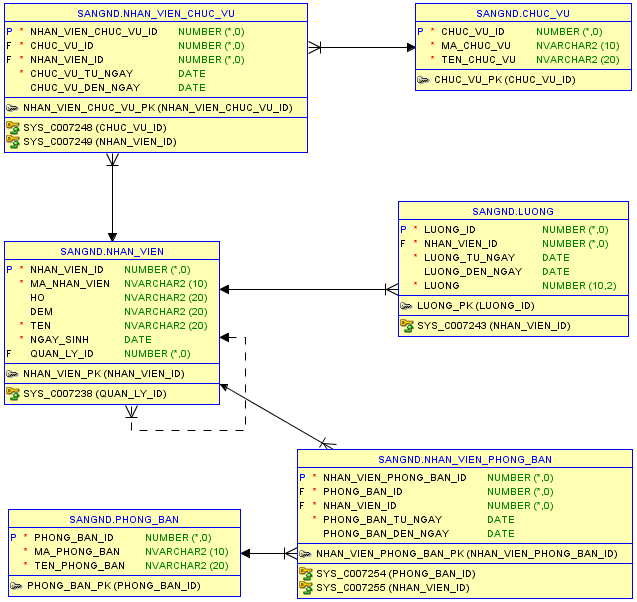 SANGND.NHAN_VIEN_CHUC_VU
P * NHAN_VIEN_CHUC_VU_ID NUMBER (*,0)
F * CHUC_VU_ID NUMBER (*,0)
F * NHAN_VIEN_ID NUMBER (*,0)
* CHUC_VU_TU_NGAY DATE
CHUC_VU_DEN_NGAY DATE
NHAN_VIEN_CHUC_VU_PK (NHAN_VIEN_CHUC_VU_ID)
SYS_C007248 (CHUC_VU_ID)
SYS_C007249 (NHAN_VIEN_ID)
SANGND.CHUC_VU
P * CHUC_VU_ID NUMBER (*,0)
* MA_CHUC_VU NVARCHAR2 (10)
* TEN_CHUC_VU NVARCHAR2 (20)
CHUC_VU_PK (CHUC_VU_ID)
SANGND.LUONG
P * LUONG_ID NUMBER (*,0)
F * NHAN_VIEN_ID NUMBER (*,0)
* LUONG_TU_NGAY DATE
LUONG_DEN_NGAY DATE
* LUONG NUMBER (10,2)
LUONG_PK (LUONG_ID)
SYS_C007243 (NHAN_VIEN_ID)
SANGND.NHAN_VIEN
P * NHAN_VIEN_ID NUMBER (*,0)
* MA_NHAN_VIEN NVARCHAR2 (10)
HO NVARCHAR2 (20)
DEM NVARCHAR2 (20)
* TEN NVARCHAR2 (20)
* NGAY_SINH DATE
F QUAN_LY_ID NUMBER (*,0)
NHAN_VIEN_PK (NHAN_VIEN_ID)
SYS_C007238 (QUAN_LY_ID)
SANGND.NHAN_VIEN_PHONG_BAN
P * NHAN_VIEN_PHONG_BAN_ID NUMBER (*,0)
F * PHONG_BAN_ID NUMBER (*,0)
F * NHAN_VIEN_ID NUMBER (*,0)
* PHONG_BAN_TU_NGAY DATE
PHONG_BAN_DEN_NGAY DATE
NHAN_VIEN_PHONG_BAN_PK (NHAN_VIEN_PHONG_BAN_ID)
SYS_C007254 (PHONG_BAN_ID)
SYS_C007255 (NHAN_VIEN_ID)
SANGND.PHONG_BAN
P * PHONG_BAN_ID NUMBER (*,0)
* MA_PHONG_BAN NVARCHAR2 (10)
* TEN_PHONG_BAN NVARCHAR2 (20)
PHONG_BAN_PK (PHONG_BAN_ID)